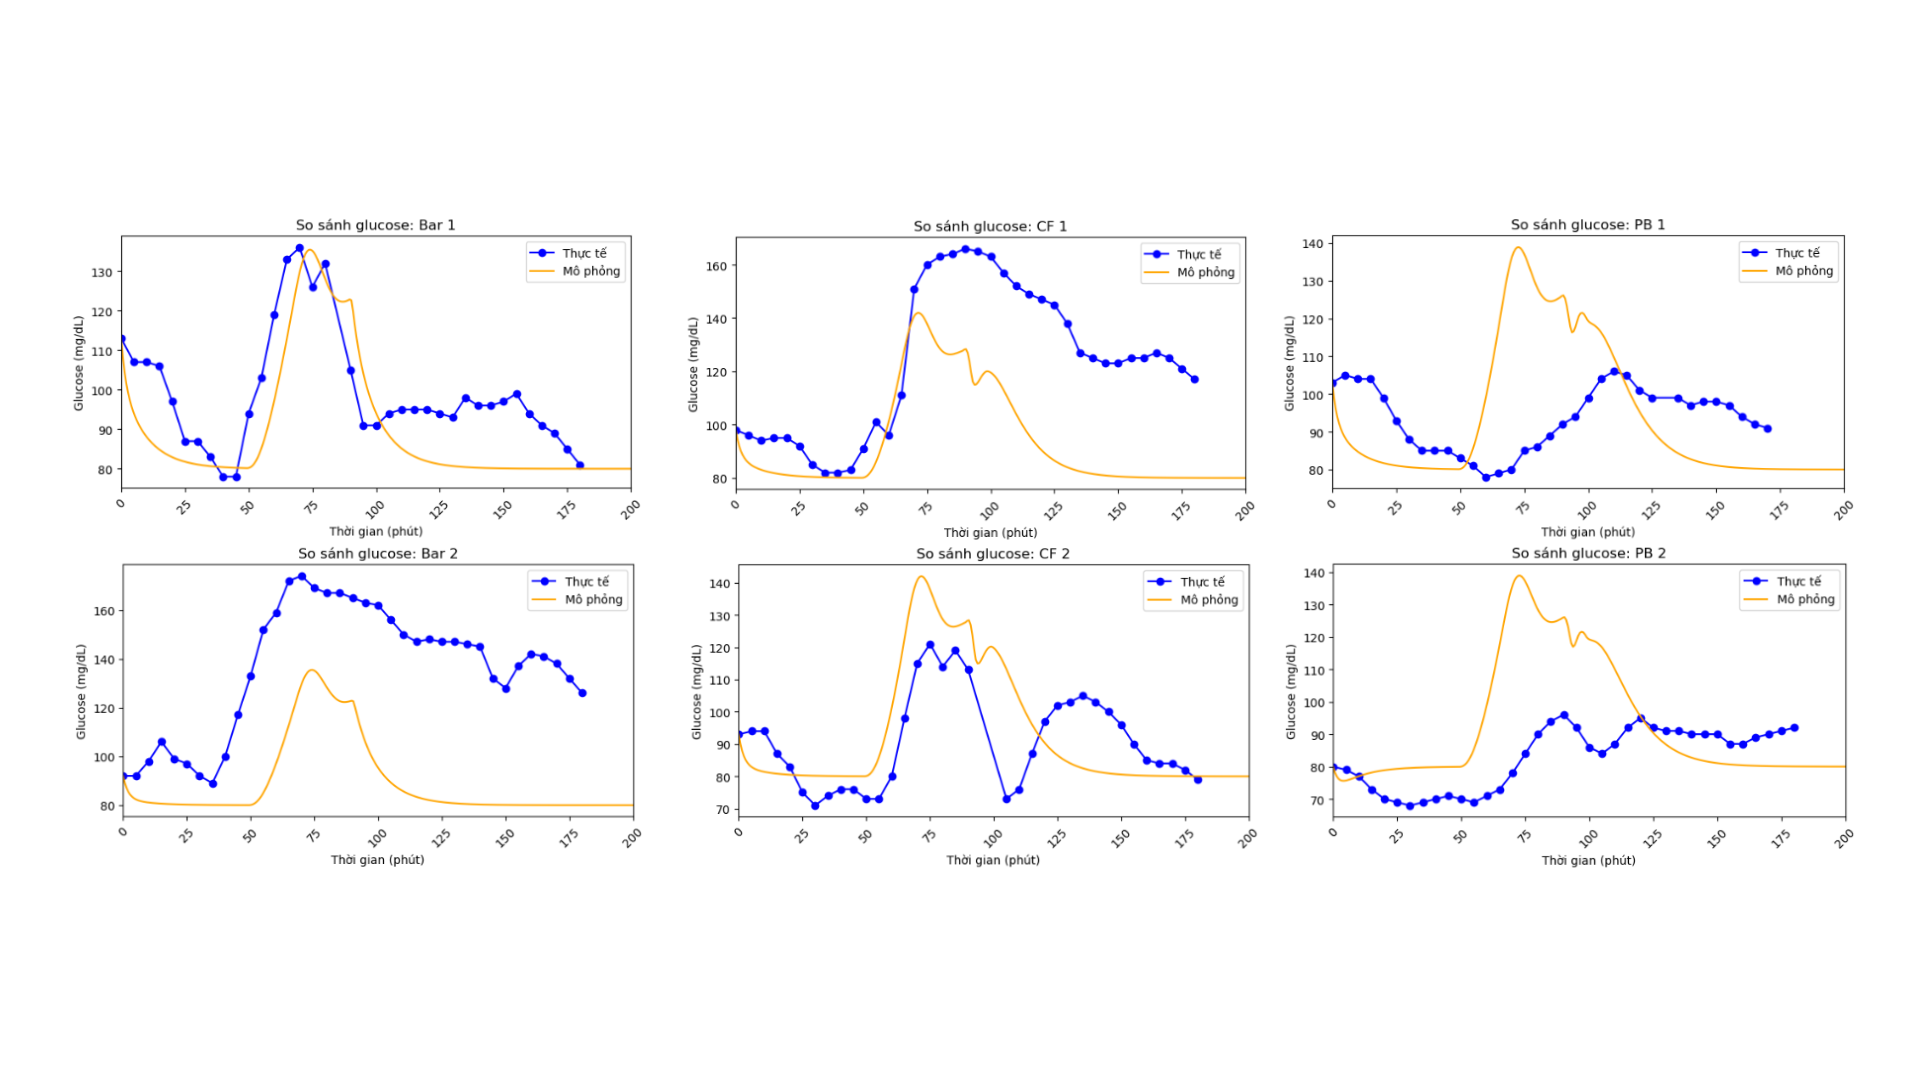 So sánh glucose: Bar 1
Glucose (mg/dL)
130
120
110
100
90
80
Thực tế
Mô phỏng
0 25 50 75 100 125 150 175 200
Thời gian (phút)
So sánh glucose: CF 1
Glucose (mg/dL)
160
140
120
100
80
Thực tế
Mô phỏng
0 25 50 75 100 125 150 175 200
Thời gian (phút)
So sánh glucose: PB 1
Glucose (mg/dL)
140
130
120
110
100
90
80
Thực tế
Mô phỏng
0 25 50 75 100 125 150 175 200
Thời gian (phút)
So sánh glucose: Bar 2
Glucose (mg/dL)
160
140
120
100
80
Thực tế
Mô phỏng
0 25 50 75 100 125 150 175 200
Thời gian (phút)
So sánh glucose: CF 2
Glucose (mg/dL)
140
130
120
110
100
90
80
70
Thực tế
Mô phỏng
0 25 50 75 100 125 150 175 200
Thời gian (phút)
So sánh glucose: PB 2
Glucose (mg/dL)
140
130
120
110
100
90
80
70
Thực tế
Mô phỏng
0 25 50 75 100 125 150 175 200
Thời gian (phút)